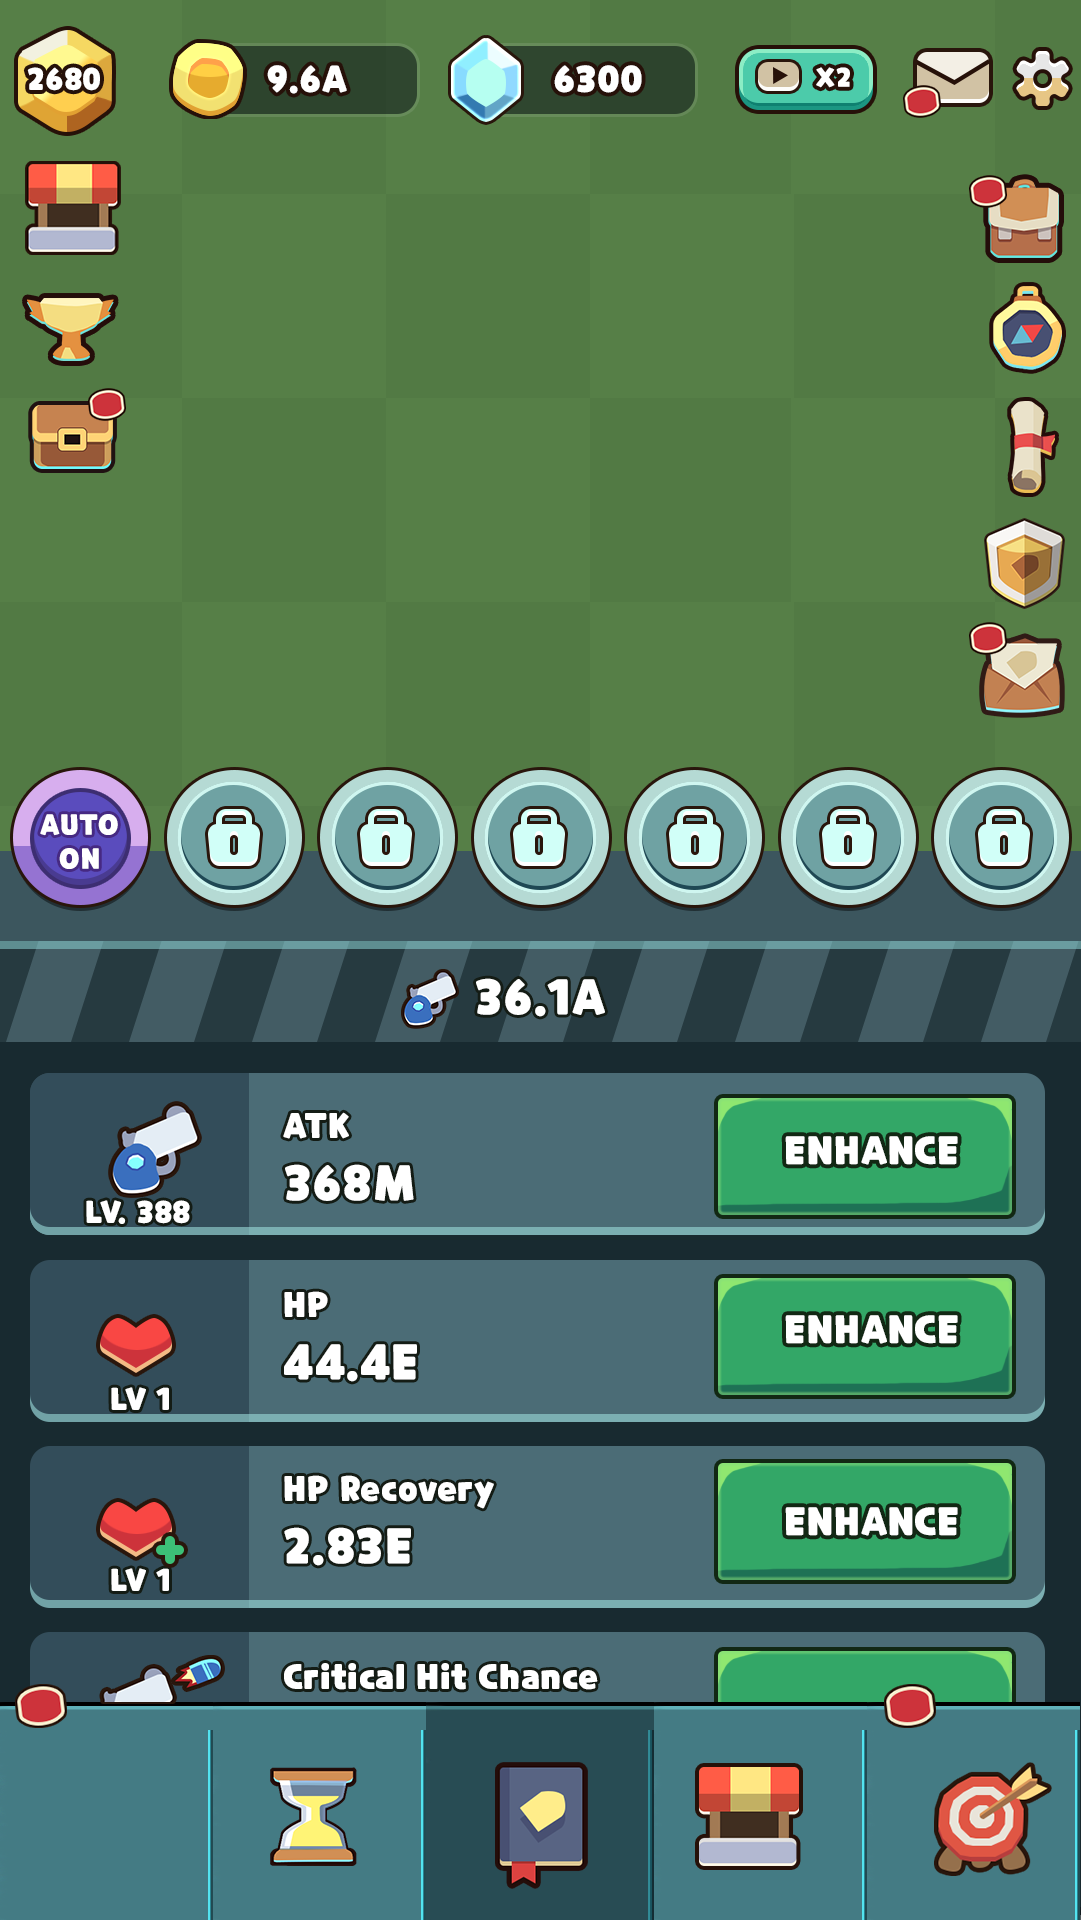 2680
9.6A
6300
X2
AUTO
ON
36.1A
ATK
368M
LV. 388
ENHANCE
HP
44.4E
LV 1
ENHANCE
HP Recovery
2.83E
LV 1
ENHANCE
Critical Hit Chance